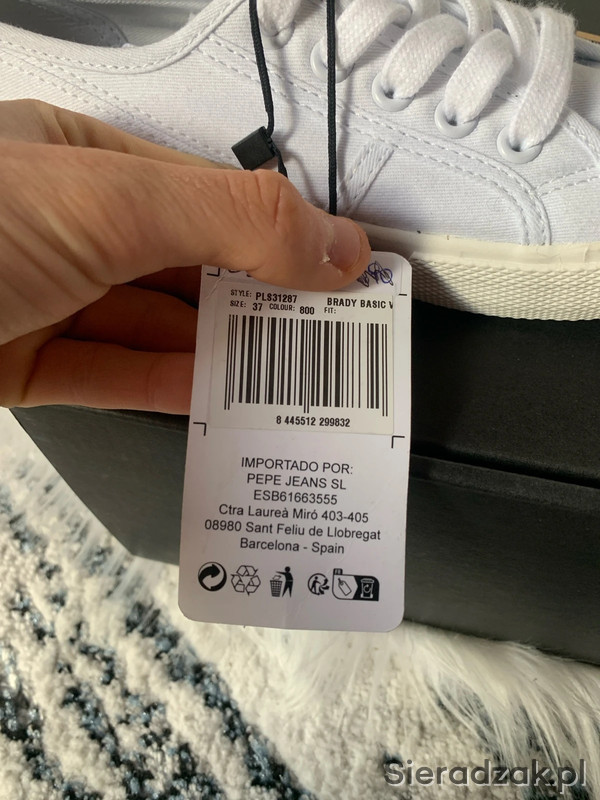 STYLE: PLS31287 BRADY BASIC W
SIZE: 37 COLOUR: 800 FIT:
8 445512 299832
IMPORTADO POR:
PEPE JEANS SL
ESB61663555
Ctra Laureà Miró 403-405
08980 Sant Feliu de Llobregat
Barcelona - Spain
FR
Sieradzak.pl